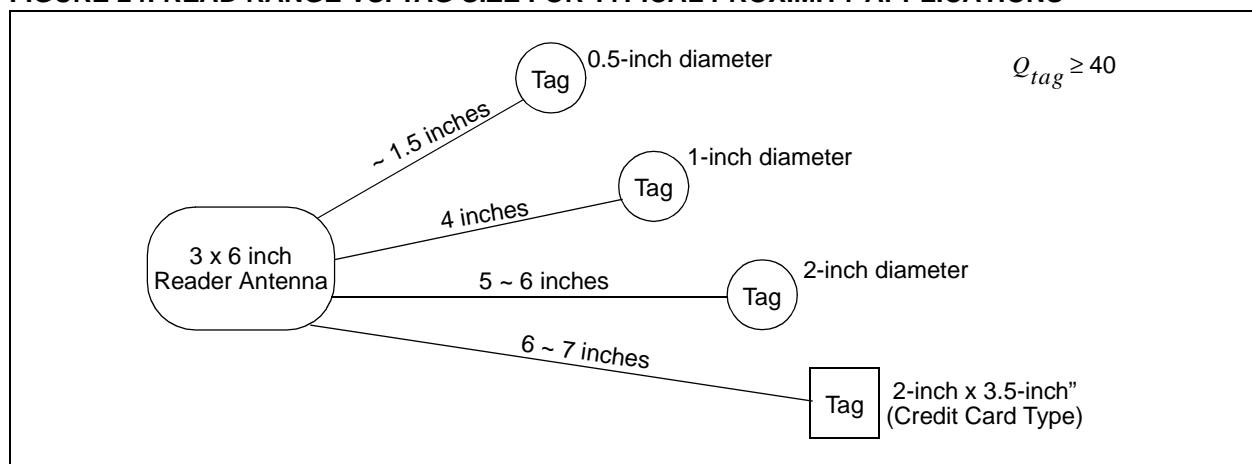 FIGURE 24: READ RANGE VS. TAG SIZE FOR TYPICAL PROXIMITY APPLICATIONS
Tag
0.5-inch diameter
Q_tag ≥ 40
~ 1.5 inches
Tag
1-inch diameter
4 inches
3 x 6 inch
Reader Antenna
5 ~ 6 inches
Tag
2-inch diameter
6 ~ 7 inches
Tag
2-inch x 3.5-inch”
(Credit Card Type)